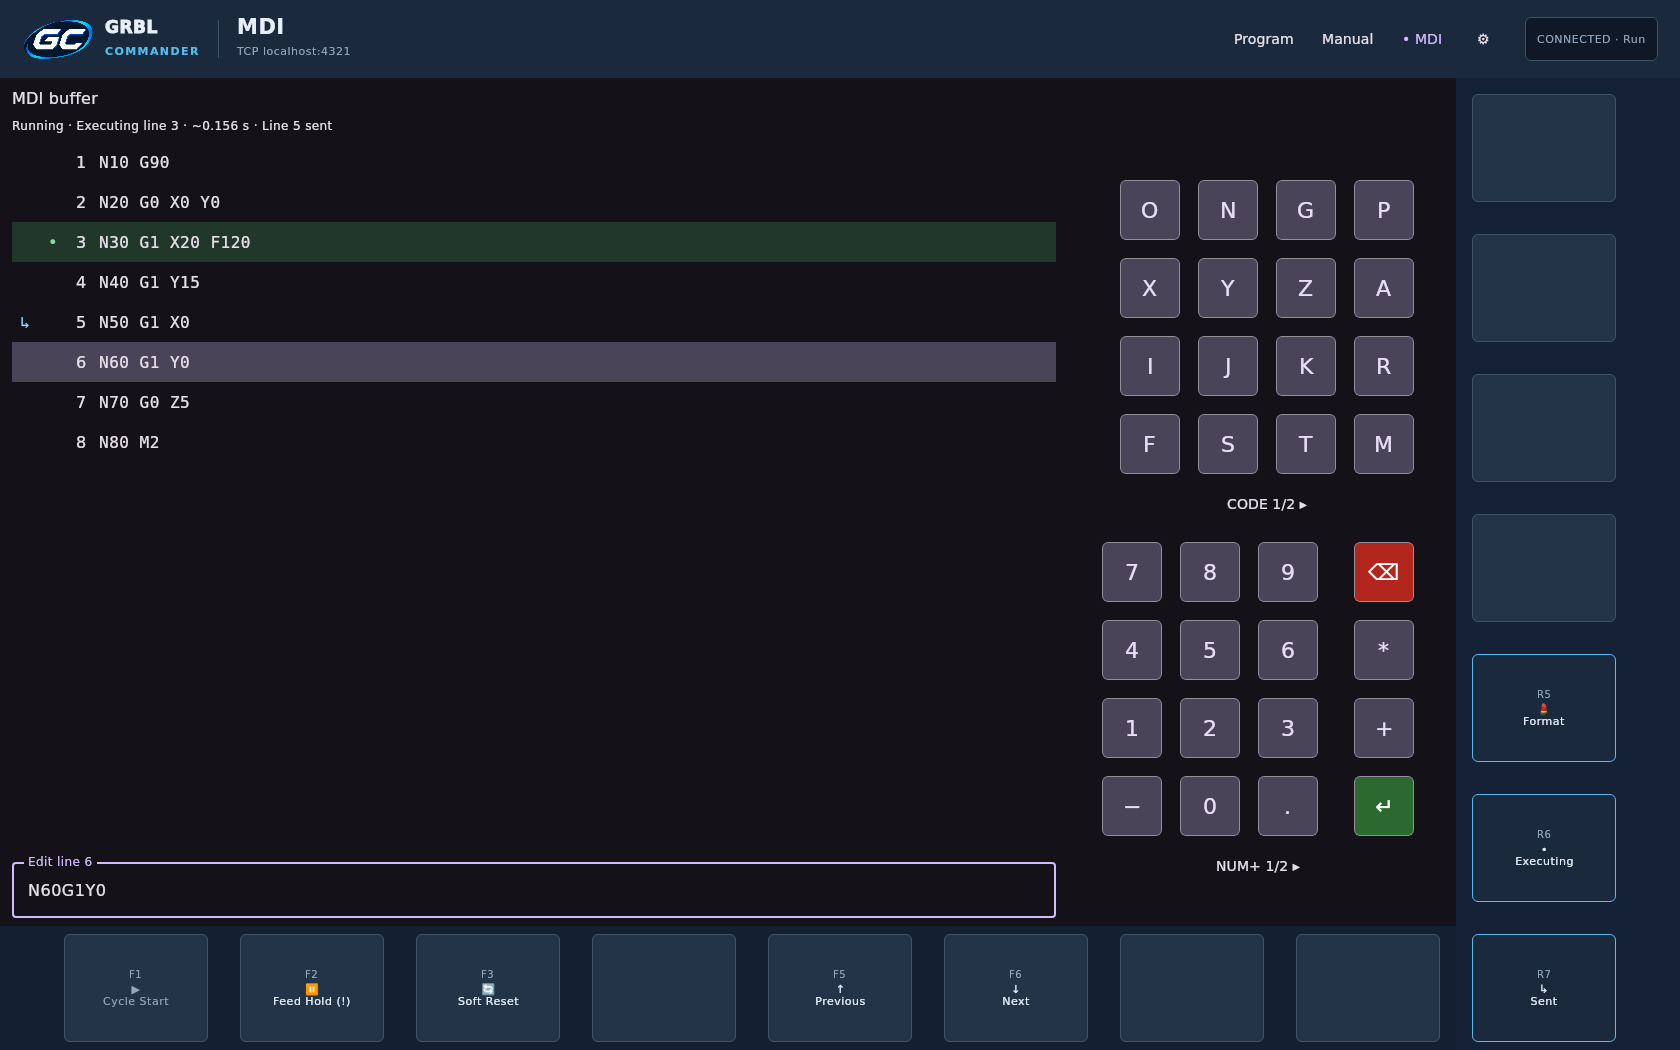 GC
GRBL
COMMANDER
MDI
TCP localhost:4321
Program
Manual
• MDI
CONNECTED · Run
MDI buffer
Running · Executing line 3 · ~0.156 s · Line 5 sent
1 N10 G90
2 N20 G0 X0 Y0
• 3 N30 G1 X20 F120
4 N40 G1 Y15
↳ 5 N50 G1 X0
6 N60 G1 Y0
7 N70 G0 Z5
8 N80 M2
Edit line 6
N60G1Y0
O N G P
X Y Z A
I J K R
F S T M
CODE 1/2 ▸
7 8 9 ⌫
4 5 6 *
1 2 3 +
− 0 . ↵
NUM+ 1/2 ▸
R5
Format
R6
•
Executing
R7
↳
Sent
F1
▶
Cycle Start
F2
⏸
Feed Hold (!)
F3
🔄
Soft Reset
F5
↑
Previous
F6
↓
Next